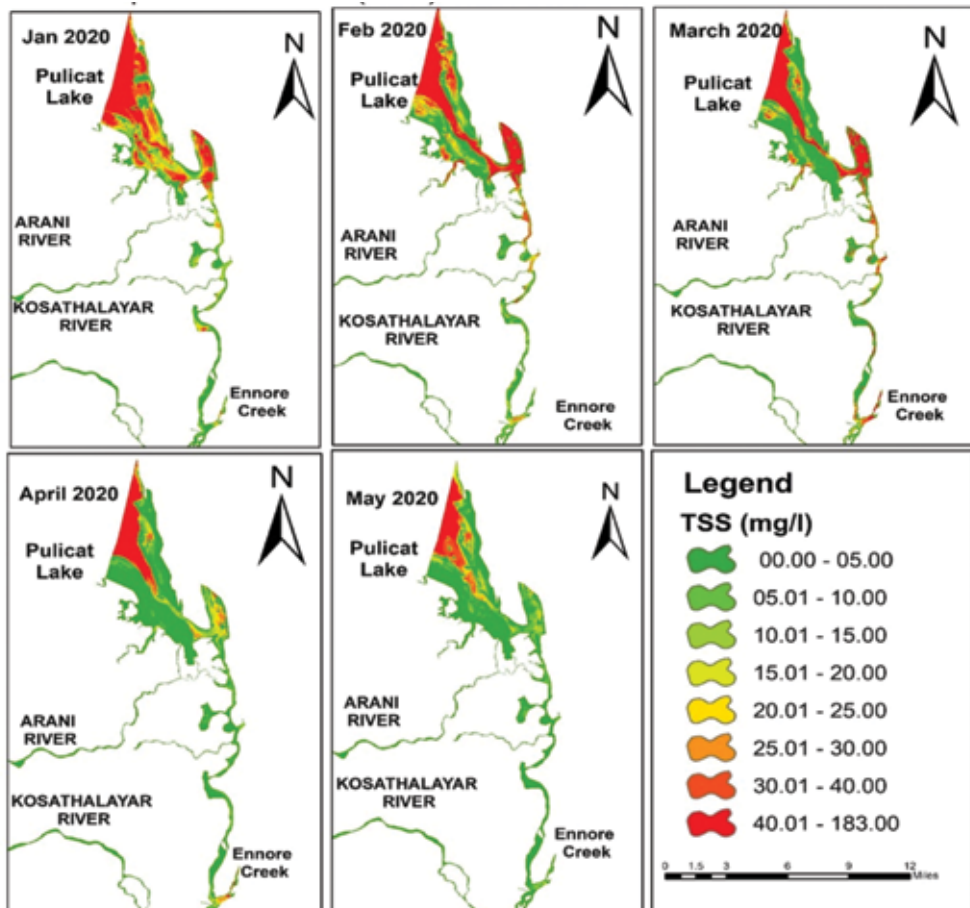 Jan 2020
N
Pulicat
Lake
ARANI
RIVER
KOSATHALAYAR
RIVER
Ennore
Creek
Feb 2020
N
Pulicat
Lake
ARANI
RIVER
KOSATHALAYAR
RIVER
Ennore
Creek
March 2020
N
Pulicat
Lake
ARANI
RIVER
KOSATHALAYAR
RIVER
Ennore
Creek
April 2020
N
Pulicat
Lake
ARANI
RIVER
KOSATHALAYAR
RIVER
Ennore
Creek
May 2020
N
Pulicat
Lake
ARANI
RIVER
KOSATHALAYAR
RIVER
Ennore
Creek
Legend
TSS (mg/l)
00.00 - 05.00
05.01 - 10.00
10.01 - 15.00
15.01 - 20.00
20.01 - 25.00
25.01 - 30.00
30.01 - 40.00
40.01 - 183.00
0 1.5 3 6 9 12
Miles